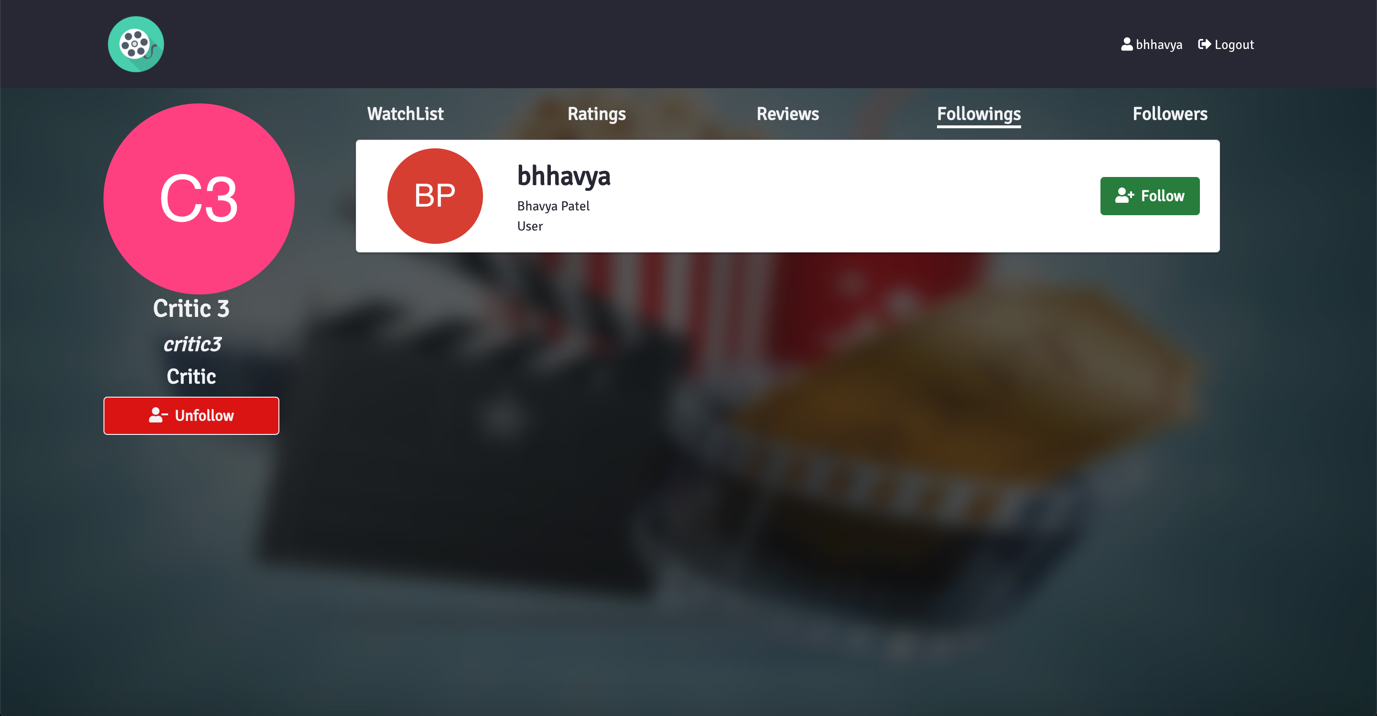 bhhavya Logout
WatchList Ratings Reviews Followings Followers
C3
Critic 3
critic3
Critic
Unfollow
BP
bhhavya
Bhavya Patel
User
Follow